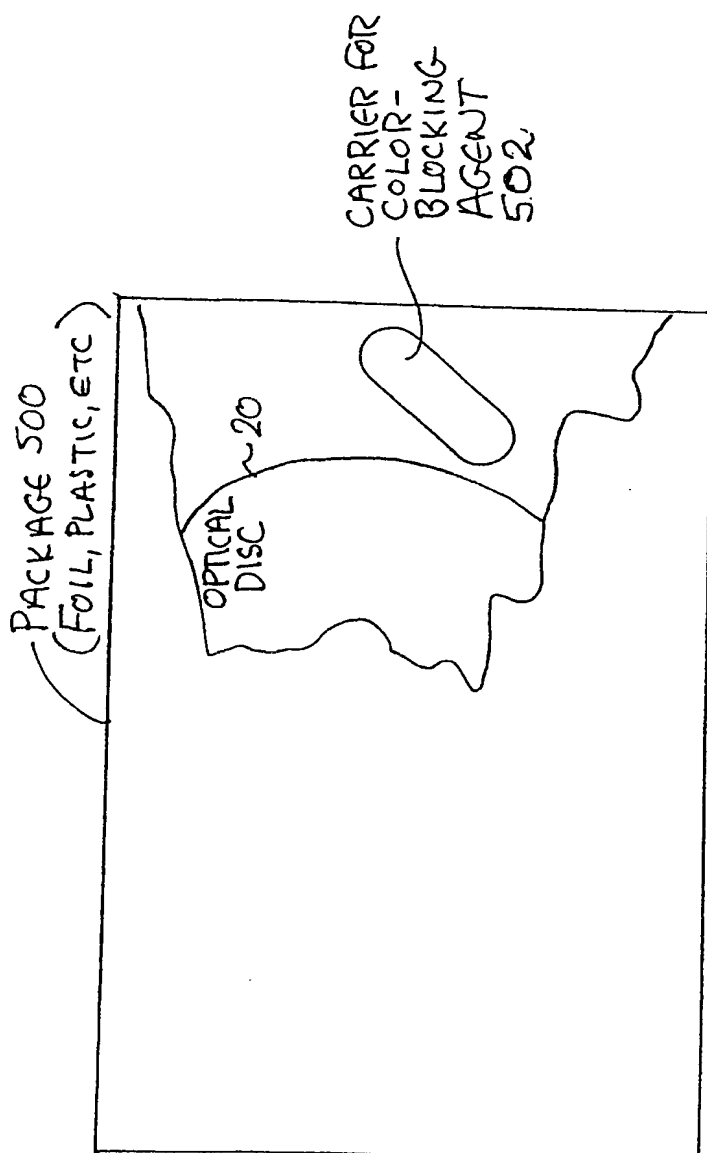 PACKAGE 500
(FOIL, PLASTIC, ETC)
OPTICAL
DISC
20
CARRIER FOR
COLOR-
BLOCKING
AGENT
502